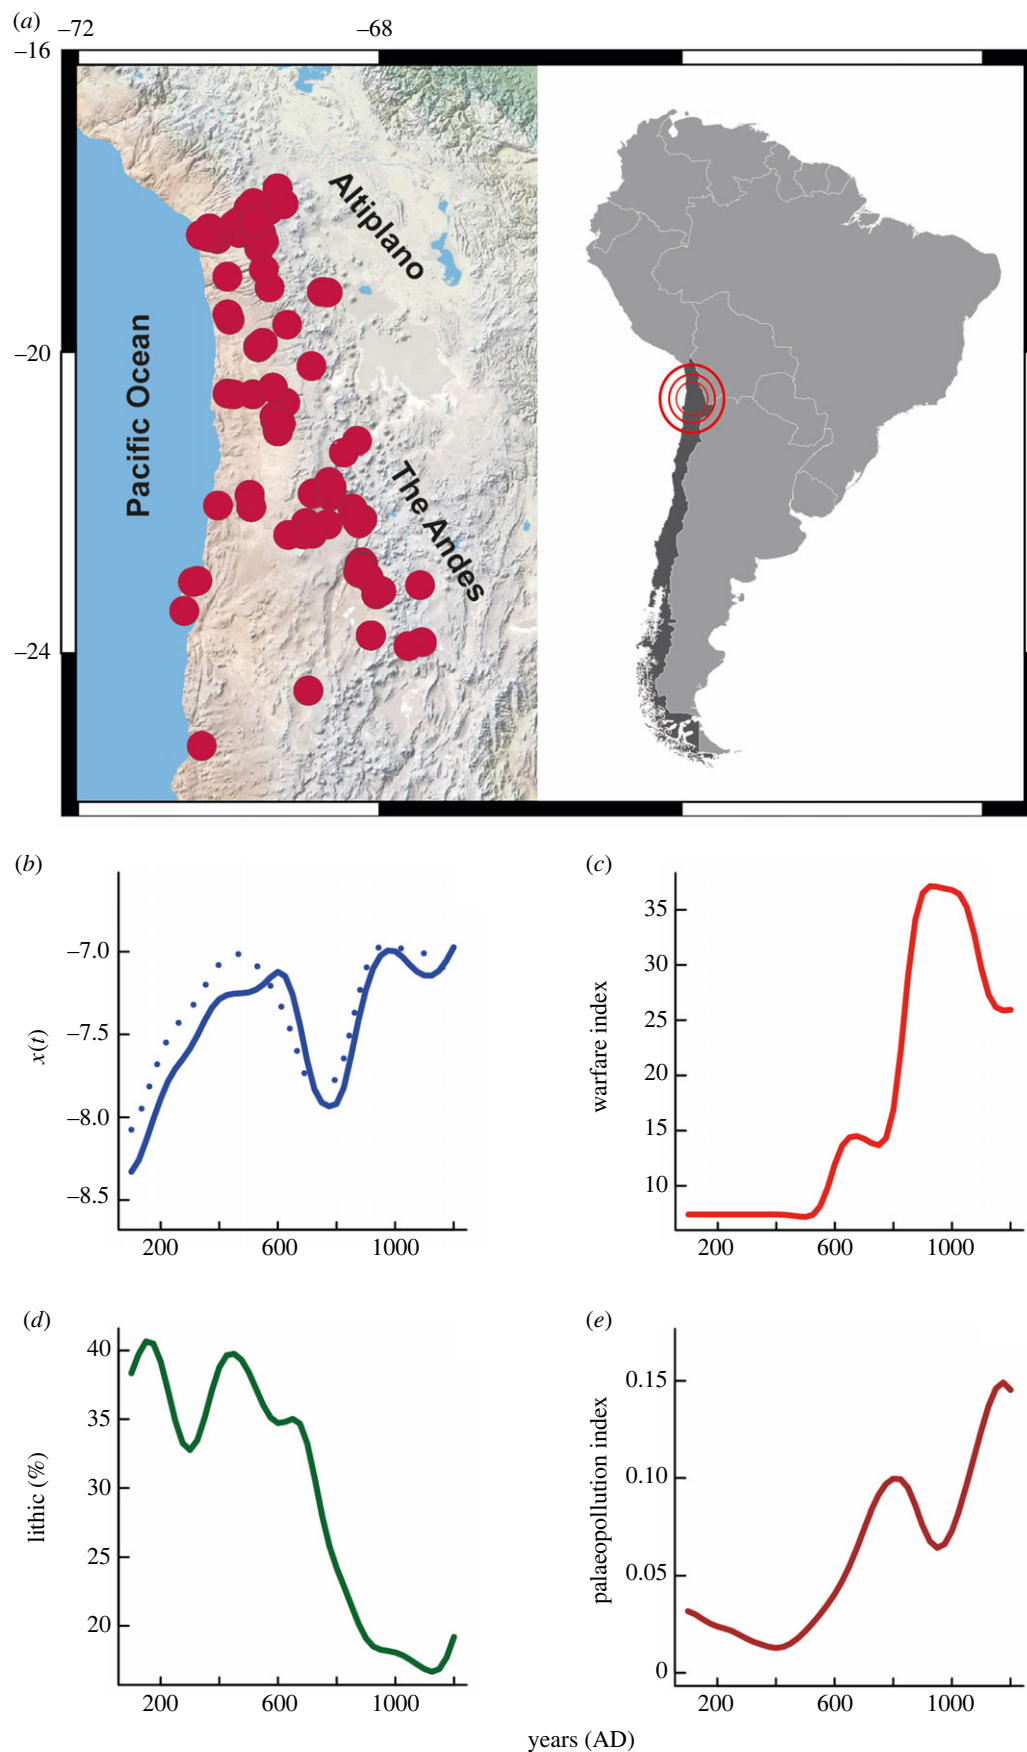 (a)
–72
–68
–16
–20
–24
Altiplano
Pacific Ocean
The Andes
(b)
x(t)
–7.0
–7.5
–8.0
–8.5
200
600
1000
(c)
warfare index
35
30
25
20
15
10
200
600
1000
(d)
lithic (%)
40
35
30
25
20
200
600
1000
(e)
palaeopollution index
0.15
0.10
0.05
0
200
600
1000
years (AD)